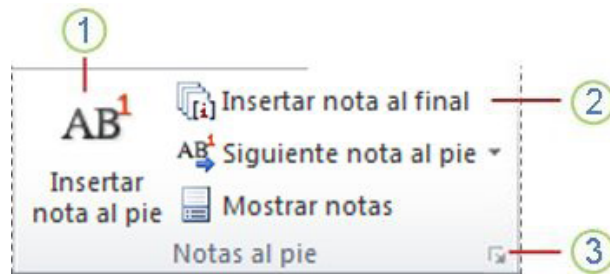 1
AB1
Insertar
nota al pie
Insertar nota al final
2
AB1
Siguiente nota al pie
Mostrar notas
Notas al pie
3